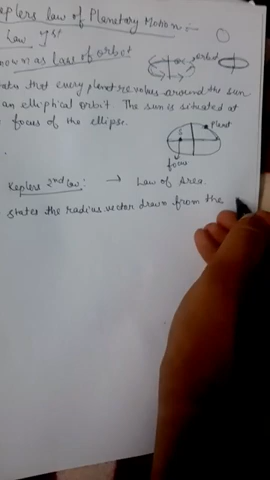 keplers law of Planetary Motion:-
Law 1st
known as Law of orbit
orbit
states that every planet revolves around the sun
an elliptical orbit. The sun is situated at
focus of the ellipse.
Planet
S
focus
Keplers 2nd law: → Law of Area.
states the radius vector drawn from the